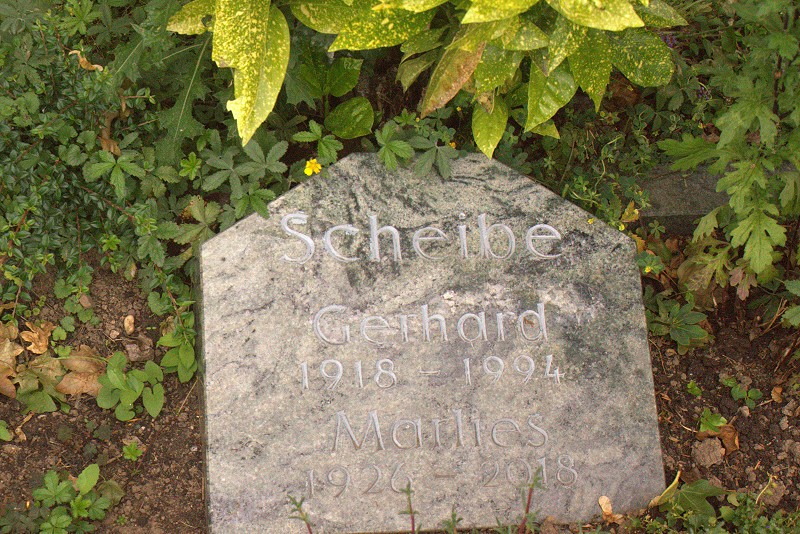 Scheibe
Gerhard
1918 - 1994
Marlies
1926 - 2018